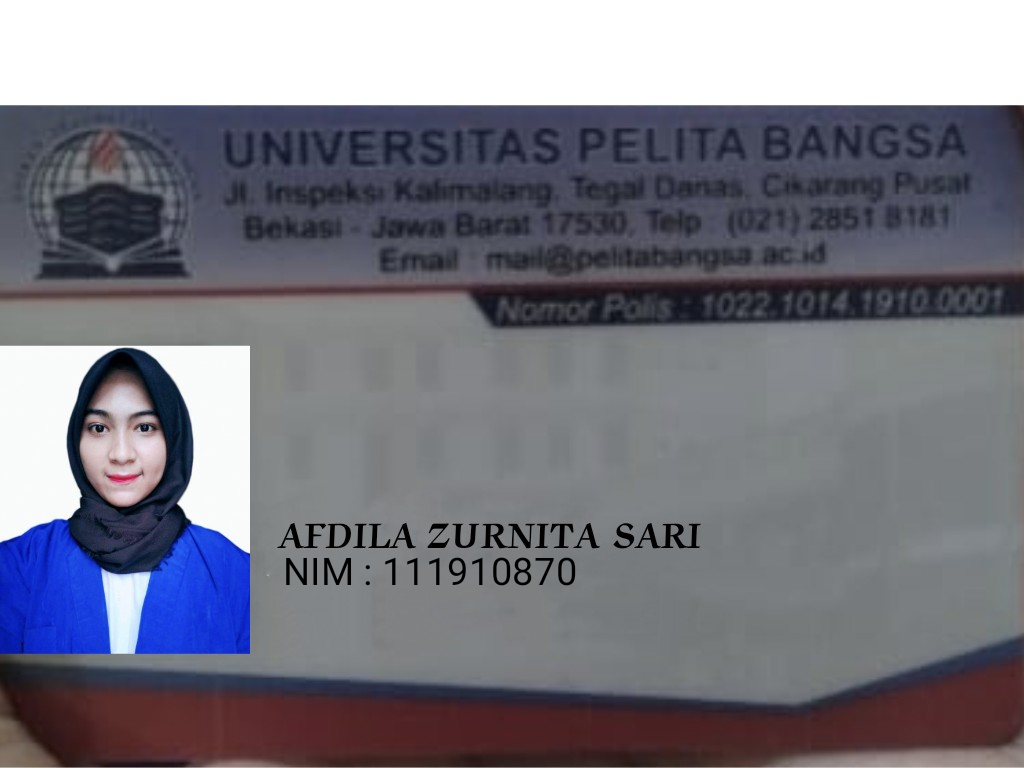 UNIVERSITAS PELITA BANGSA
Jl. Inspeksi Kalimalang, Tegal Danas, Cikarang Pusat
Bekasi - Jawa Barat 17530, Telp : (021) 2851 8181
Email : mail@pelitabangsa.ac.id
Nomor Polis : 1022.1014.1910.0001
AFDILA ZURNITA SARI
NIM : 111910870